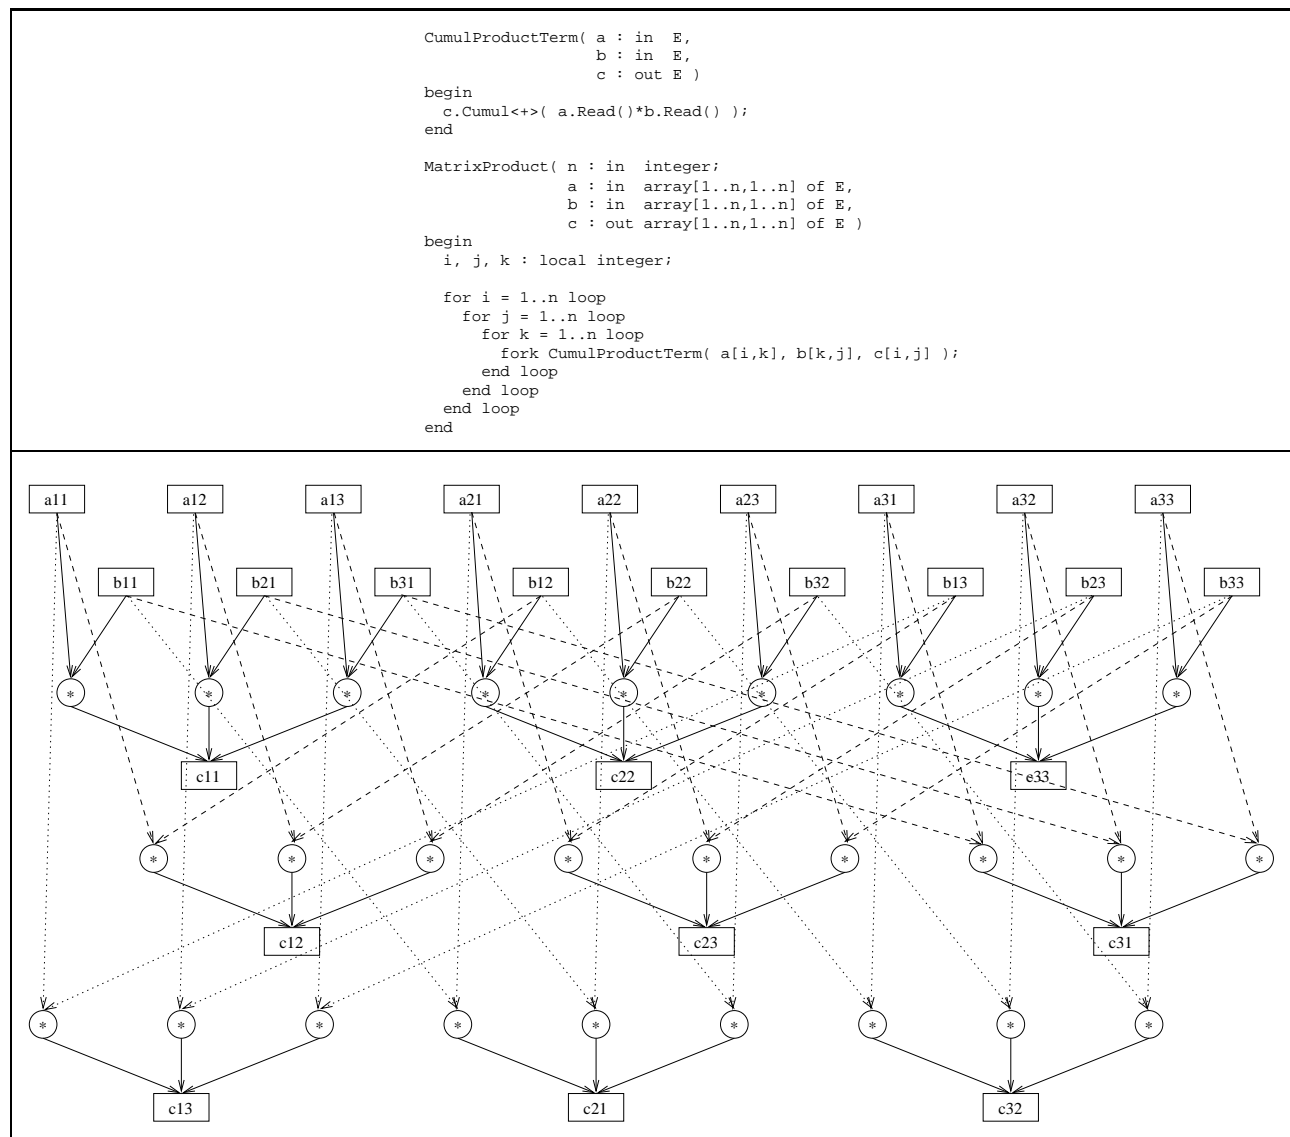 CumulProductTerm( a : in  E,
                  b : in  E,
                  c : out E )
begin
  c.Cumul<+>( a.Read()*b.Read() );
end
MatrixProduct( n : in  integer;
               a : in  array[1..n,1..n] of E,
               b : in  array[1..n,1..n] of E,
               c : out array[1..n,1..n] of E )
begin
  i, j, k : local integer;
  for i = 1..n loop
    for j = 1..n loop
      for k = 1..n loop
        fork CumulProductTerm( a[i,k], b[k,j], c[i,j] );
      end loop
    end loop
  end loop
end
a11 a12 a13 a21 a22 a23 a31 a32 a33
b11 b21 b31 b12 b22 b32 b13 b23 b33
* * * * * * * * *
c11 c22 c33
* * * * * * * * *
c12 c23 c31
* * * * * * * * *
c13 c21 c32